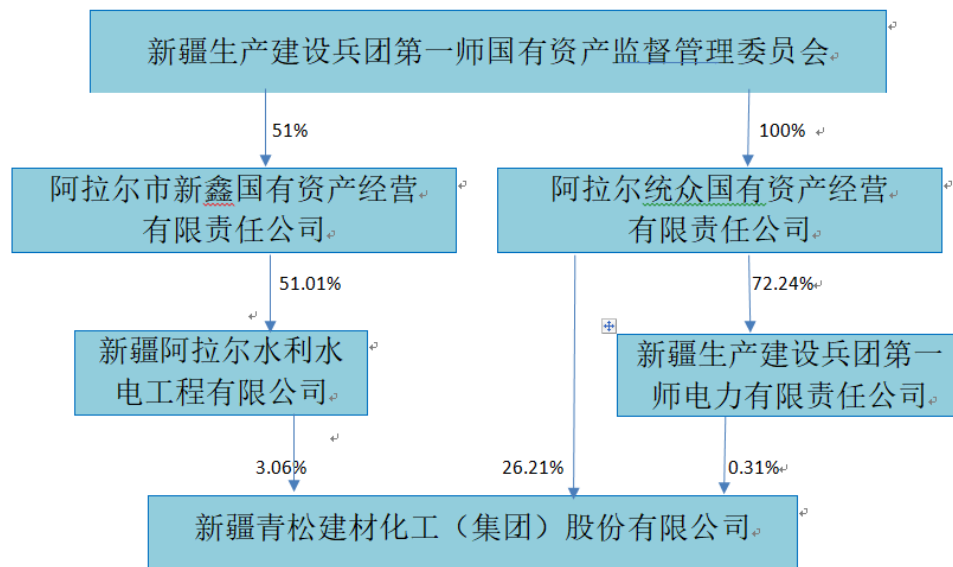 新疆生产建设兵团第一师国有资产监督管理委员会
51%
100%
阿拉尔市新鑫国有资产经营
有限责任公司
阿拉尔统众国有资产经营
有限责任公司
51.01%
72.24%
新疆阿拉尔水利水
电工程有限公司
新疆生产建设兵团第一
师电力有限责任公司
3.06%
26.21%
0.31%
新疆青松建材化工（集团）股份有限公司